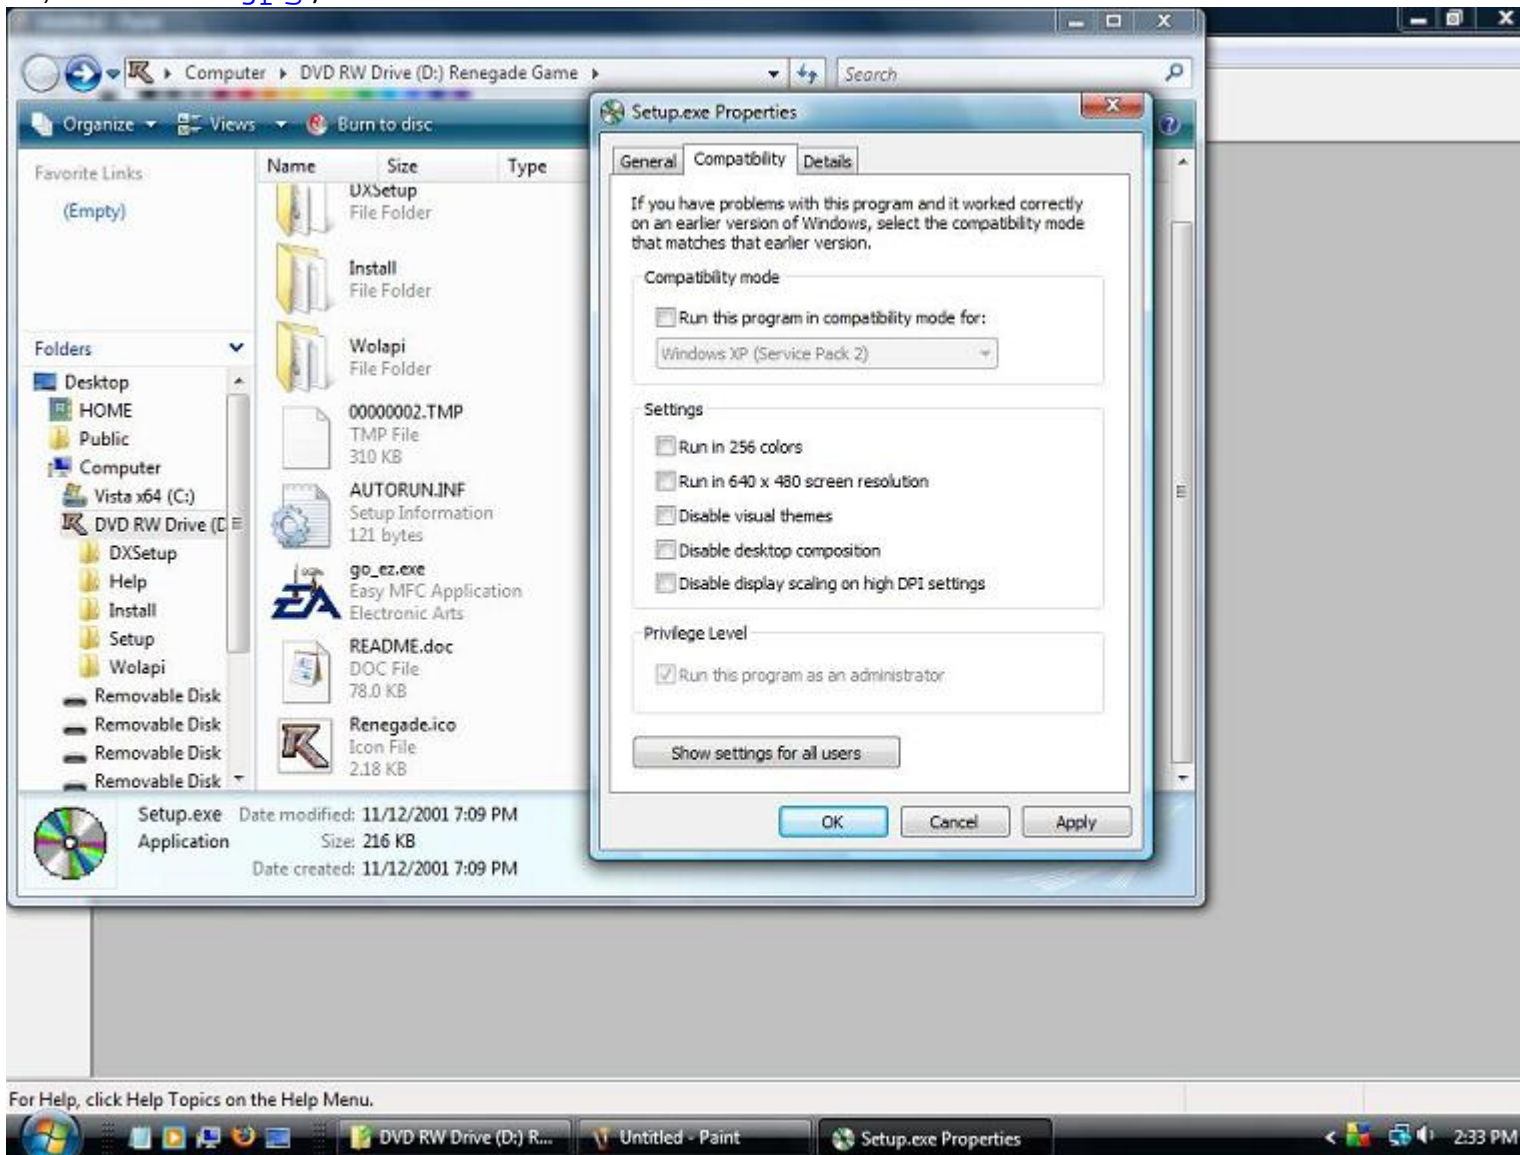 Computer ▸ DVD RW Drive (D:) Renegade Game ▸
Search
Organize
Views
Burn to disc
Favorite Links
(Empty)
Folders
Desktop
HOME
Public
Computer
Vista x64 (C:)
DVD RW Drive (D
DXSetup
Help
Install
Setup
Wolapi
Removable Disk
Removable Disk
Removable Disk
Removable Disk
Name Size Type
DXSetup
File Folder
Install
File Folder
Wolapi
File Folder
00000002.TMP
TMP File
310 KB
AUTORUN.INF
Setup Information
121 bytes
go_ez.exe
Easy MFC Application
Electronic Arts
README.doc
DOC File
78.0 KB
Renegade.ico
Icon File
2.18 KB
Setup.exe Date modified: 11/12/2001 7:09 PM
Application Size: 216 KB
Date created: 11/12/2001 7:09 PM
Setup.exe Properties
General Compatibility Details
If you have problems with this program and it worked correctly
on an earlier version of Windows, select the compatibility mode
that matches that earlier version.
Compatibility mode
Run this program in compatibility mode for:
Windows XP (Service Pack 2)
Settings
Run in 256 colors
Run in 640 x 480 screen resolution
Disable visual themes
Disable desktop composition
Disable display scaling on high DPI settings
Privilege Level
Run this program as an administrator
Show settings for all users
OK Cancel Apply
For Help, click Help Topics on the Help Menu.
DVD RW Drive (D:) R... Untitled - Paint Setup.exe Properties 2:33 PM